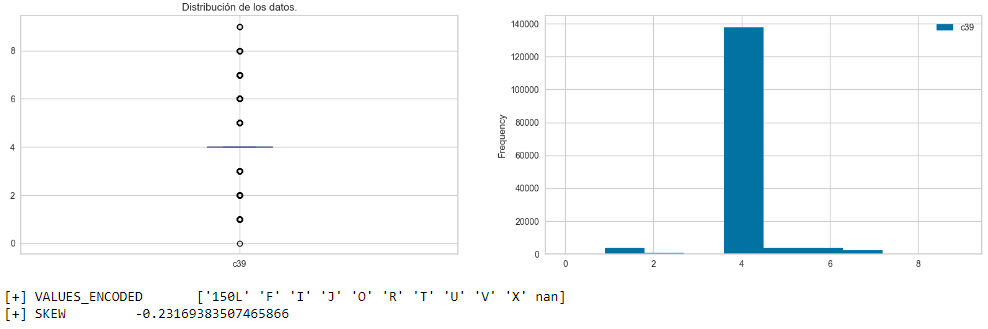 Distribución de los datos.
8
6
4
2
0
c39
140000
120000
100000
80000
60000
40000
20000
0
Frequency
0 2 4 6 8
c39
[+] VALUES_ENCODED ['150L' 'F' 'I' 'J' 'O' 'R' 'T' 'U' 'V' 'X' nan]
[+] SKEW -0.23169383507465866